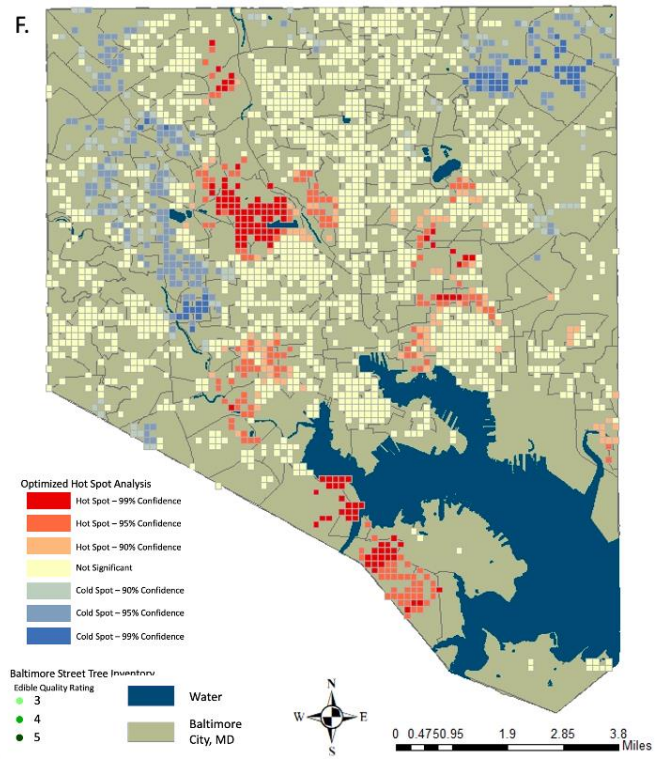 F.
Optimized Hot Spot Analysis
Hot Spot – 99% Confidence
Hot Spot – 95% Confidence
Hot Spot – 90% Confidence
Not Significant
Cold Spot – 90% Confidence
Cold Spot – 95% Confidence
Cold Spot – 99% Confidence
Baltimore Street Tree Inventory
Edible Quality Rating
3
4
5
Water
Baltimore
City, MD
N
W E
S
0 0.4750.95 1.9 2.85 3.8
Miles